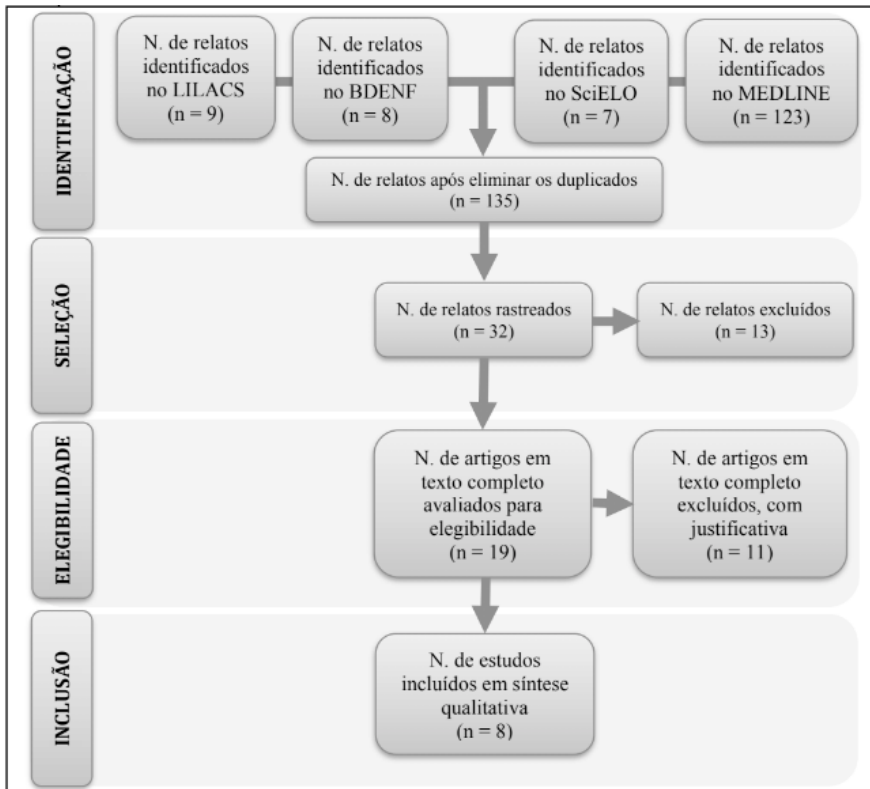 IDENTIFICAÇÃO
N. de relatos
identificados
no LILACS
(n = 9)
N. de relatos
identificados
no BDENF
(n = 8)
N. de relatos
identificados
no SciELO
(n = 7)
N. de relatos
identificados
no MEDLINE
(n = 123)
N. de relatos após eliminar os duplicados
(n = 135)
SELEÇÃO
N. de relatos rastreados
(n = 32)
N. de relatos excluídos
(n = 13)
ELEGIBILIDADE
N. de artigos em
texto completo
avaliados para
elegibilidade
(n = 19)
N. de artigos em
texto completo
excluídos, com
justificativa
(n = 11)
INCLUSÃO
N. de estudos
incluídos em síntese
qualitativa
(n = 8)